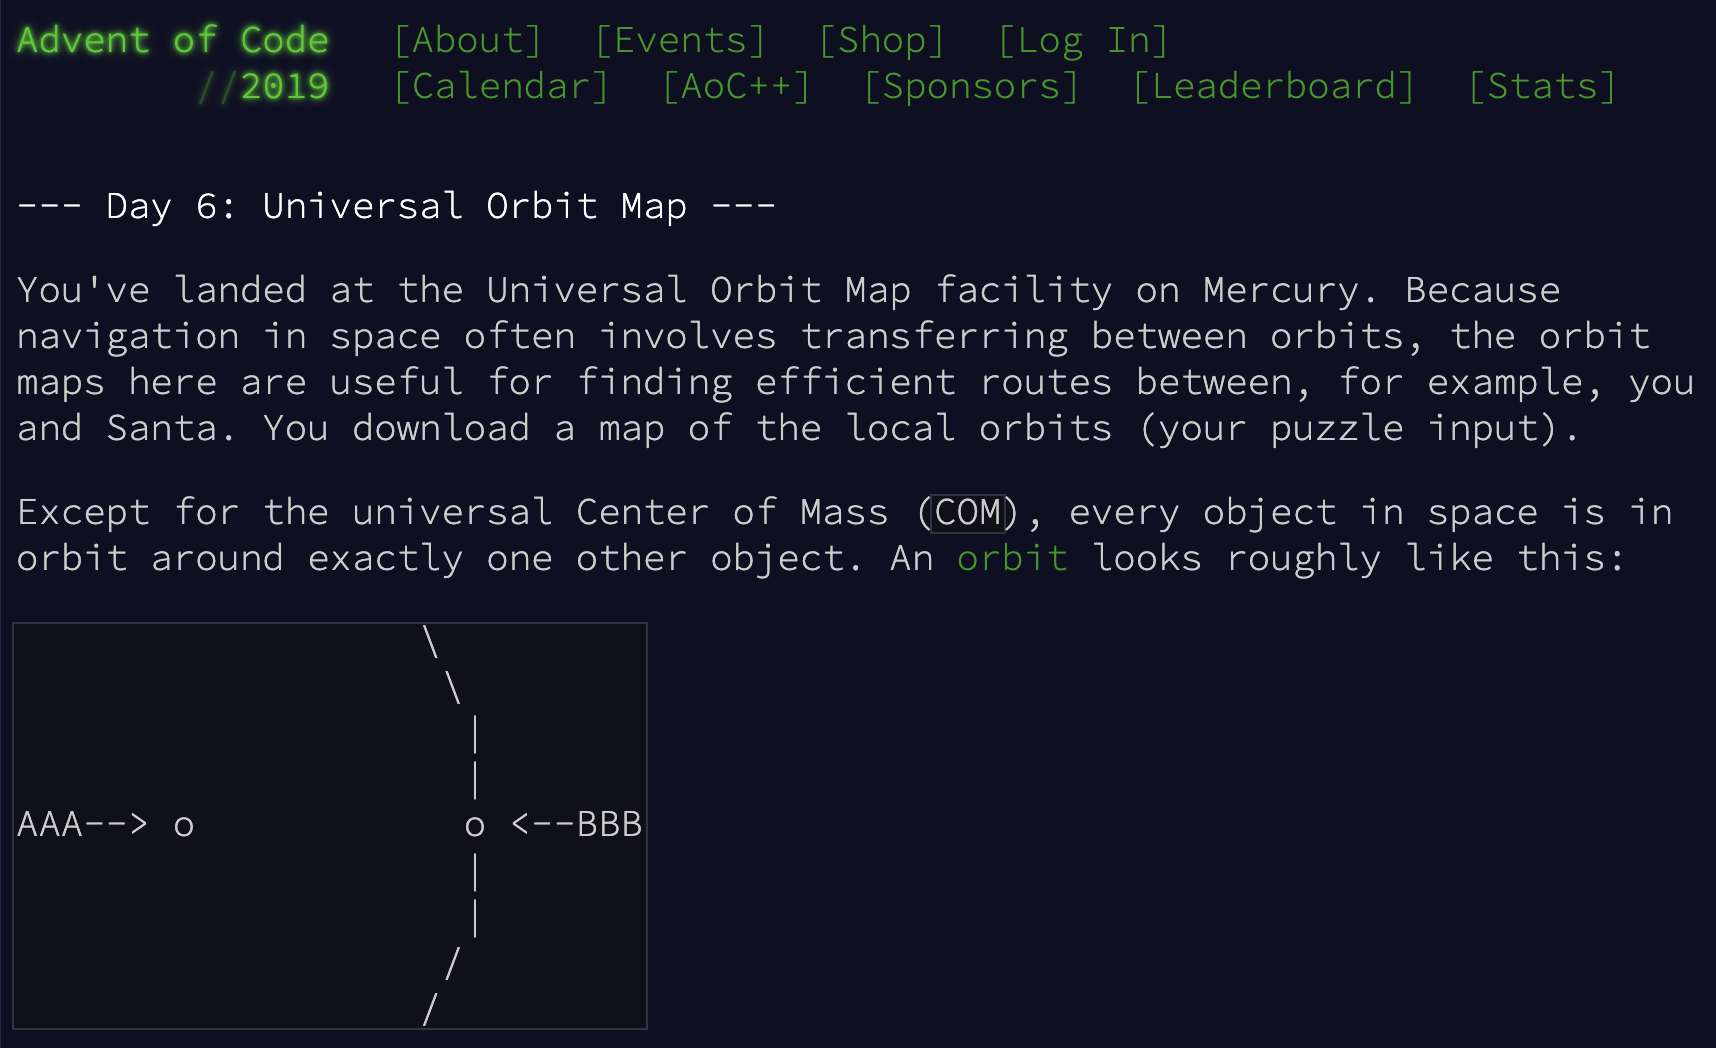 Advent of Code [About] [Events] [Shop] [Log In]
//2019 [Calendar] [AoC++] [Sponsors] [Leaderboard] [Stats]
--- Day 6: Universal Orbit Map ---
You've landed at the Universal Orbit Map facility on Mercury. Because
navigation in space often involves transferring between orbits, the orbit
maps here are useful for finding efficient routes between, for example, you
and Santa. You download a map of the local orbits (your puzzle input).
Except for the universal Center of Mass (COM), every object in space is in
orbit around exactly one other object. An orbit looks roughly like this:
                  \
                   \
                    |
                    |
AAA--> o            o <--BBB
                    |
                    |
                   /
                  /